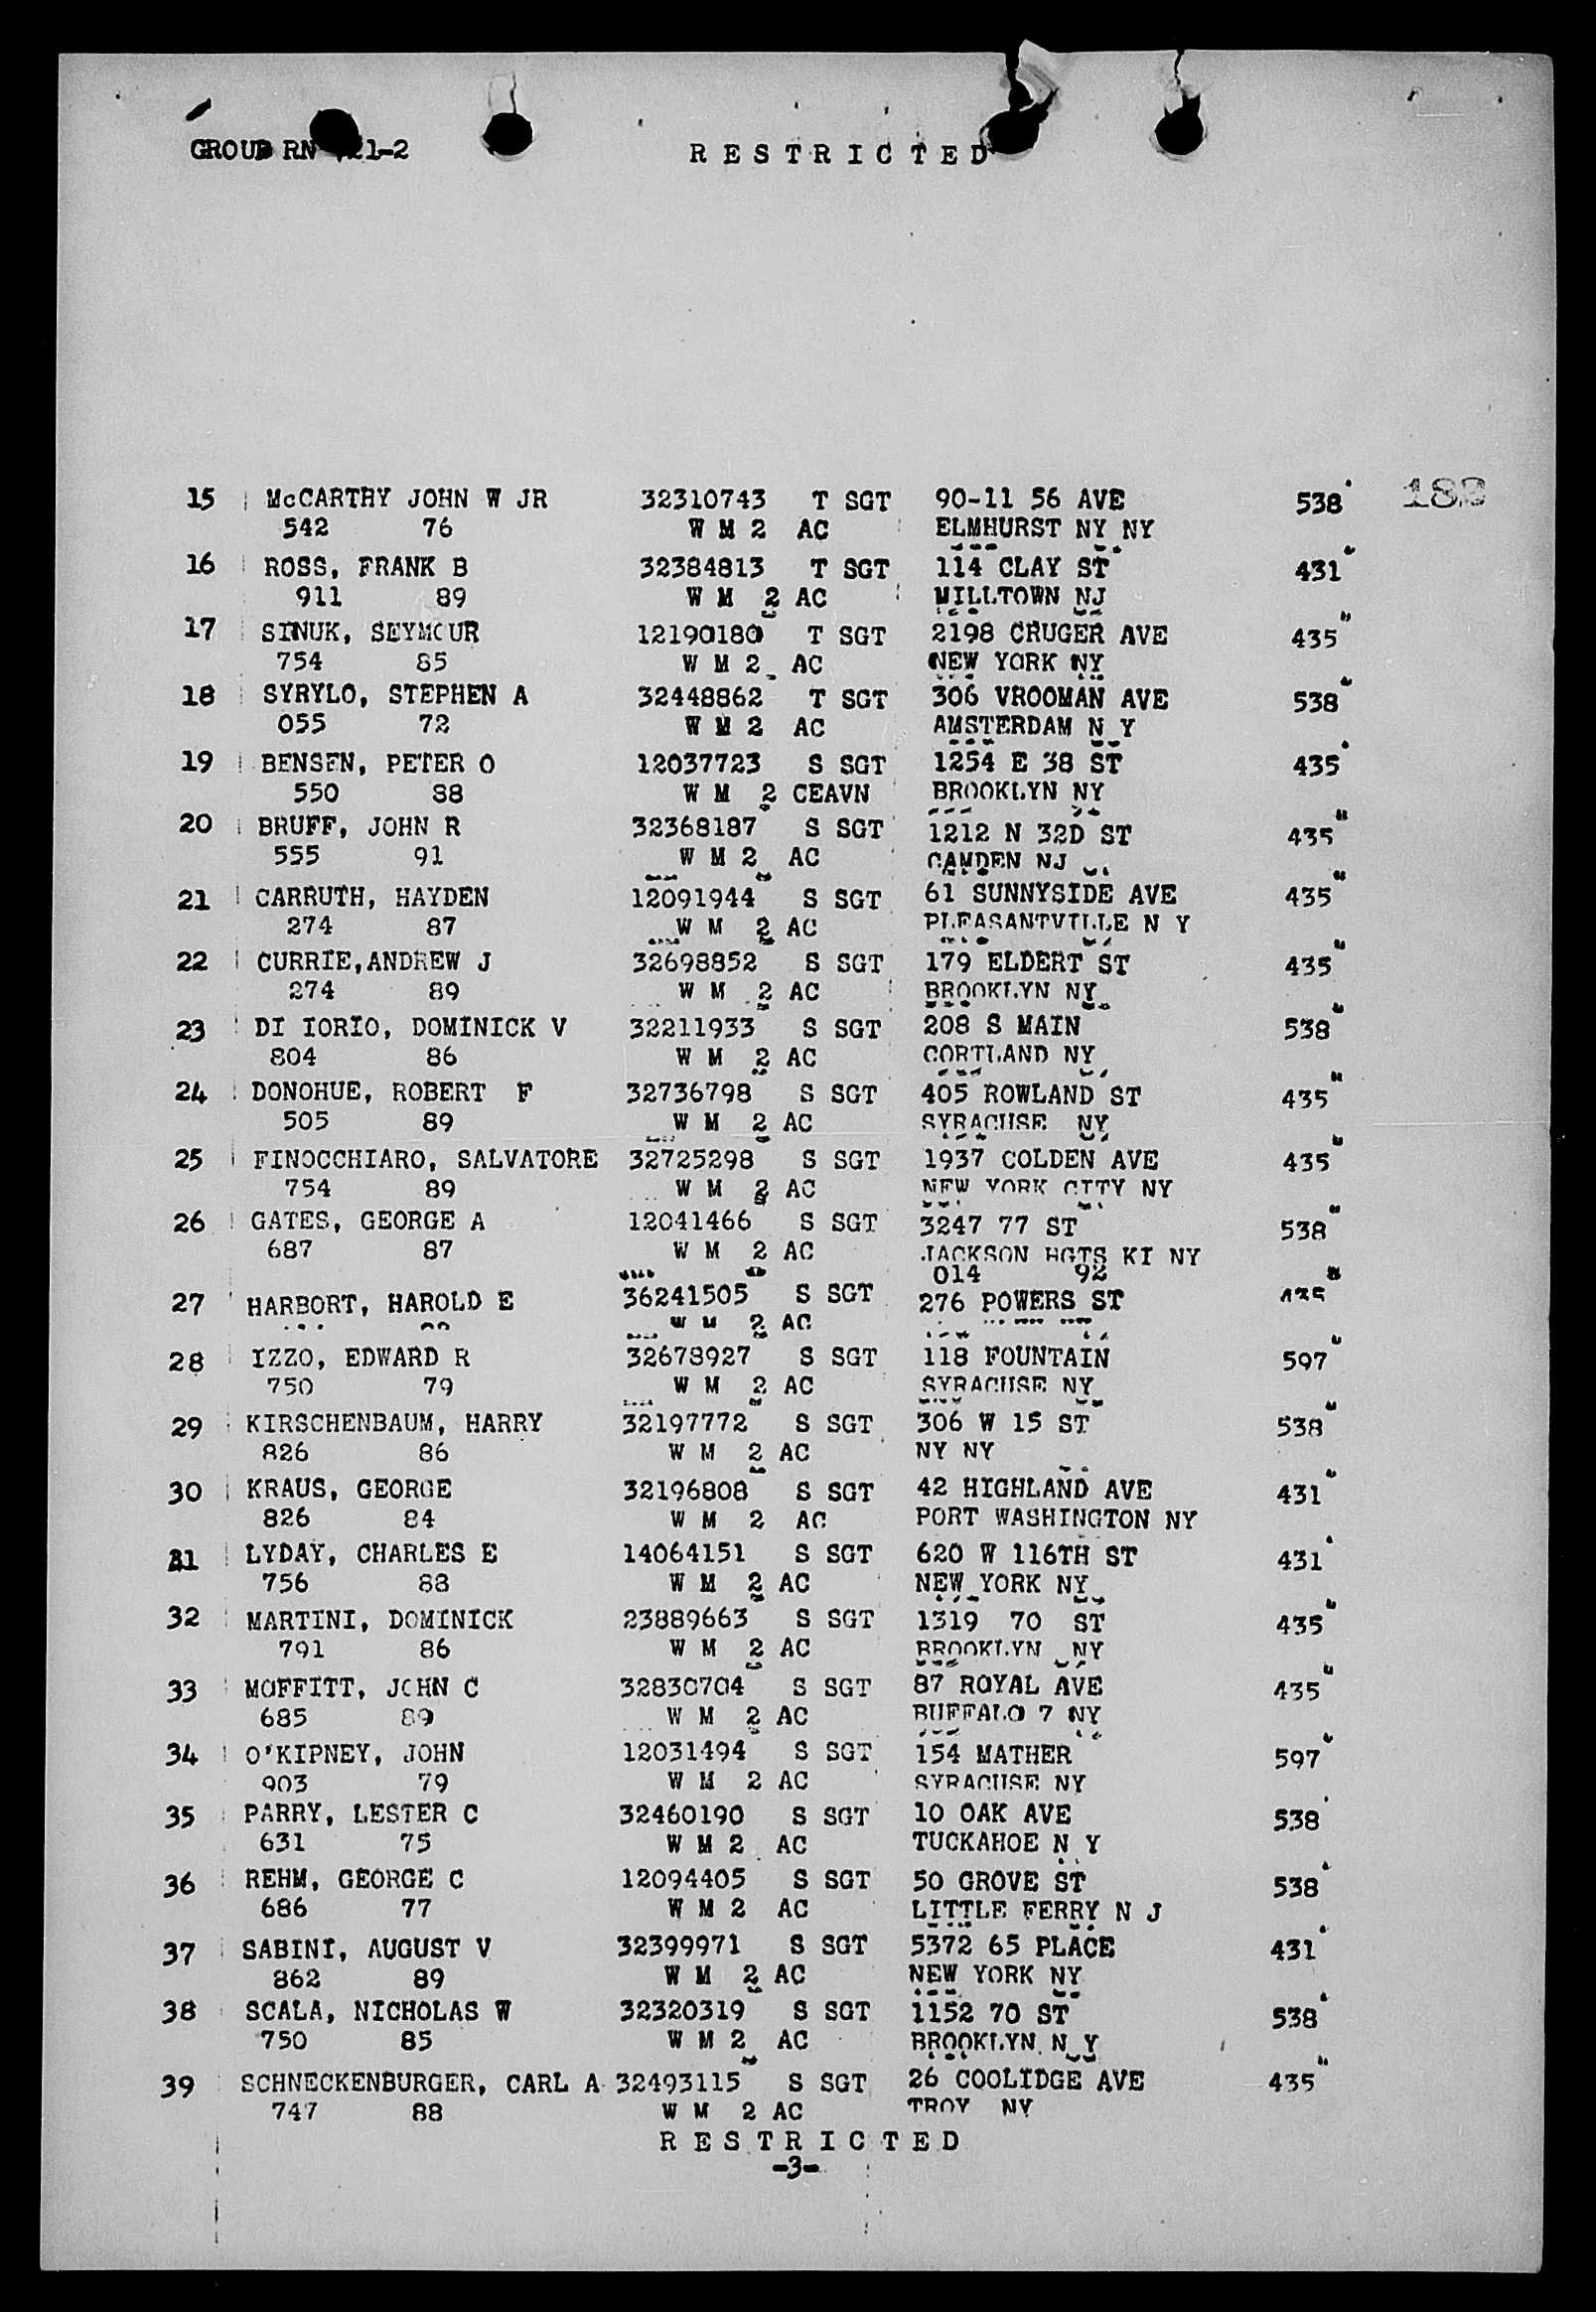 GROUP RN 21-2 RESTRICTED
15 McCARTHY JOHN W JR 32310743 T SGT 90-11 56 AVE 538 182
542 76 W M 2 AC ELMHURST NY NY
16 ROSS, FRANK B 32384813 T SGT 114 CLAY ST 431
911 89 W M 2 AC MILLTOWN NJ
17 SINUK, SEYMOUR 12190180 T SGT 2198 CRUGER AVE 435
754 85 W M 2 AC NEW YORK NY
18 SYRYLO, STEPHEN A 32448862 T SGT 306 VROOMAN AVE 538
055 72 W M 2 AC AMSTERDAM N Y
19 BENSEN, PETER O 12037723 S SGT 1254 E 38 ST 435
550 88 W M 2 CEAVN BROOKLYN NY
20 BRUFF, JOHN R 32368187 S SGT 1212 N 32D ST 435
555 91 W M 2 AC CAMDEN NJ
21 CARRUTH, HAYDEN 12091944 S SGT 61 SUNNYSIDE AVE 435
274 87 W M 2 AC PLEASANTVILLE N Y
22 CURRIE,ANDREW J 32698852 S SGT 179 ELDERT ST 435
274 89 W M 2 AC BROOKLYN NY
23 DI IORIO, DOMINICK V 32211933 S SGT 208 S MAIN 538
804 86 W M 2 AC CORTLAND NY
24 DONOHUE, ROBERT F 32736798 S SGT 405 ROWLAND ST 435
505 89 W M 2 AC SYRACUSE NY
25 FINOCCHIARO, SALVATORE 32725298 S SGT 1937 COLDEN AVE 435
754 89 W M 2 AC NEW YORK CITY NY
26 GATES, GEORGE A 12041466 S SGT 3247 77 ST 538
687 87 W M 2 AC JACKSON HGTS KI NY
014 92
27 HARBORT, HAROLD E 36241505 S SGT 276 POWERS ST 435
W M 2 AC
28 IZZO, EDWARD R 32678927 S SGT 118 FOUNTAIN 597
750 79 W M 2 AC SYRACUSE NY
29 KIRSCHENBAUM, HARRY 32197772 S SGT 306 W 15 ST 538
826 86 W M 2 AC NY NY
30 KRAUS, GEORGE 32196808 S SGT 42 HIGHLAND AVE 431
826 84 W M 2 AC PORT WASHINGTON NY
31 LYDAY, CHARLES E 14064151 S SGT 620 W 116TH ST 431
756 88 W M 2 AC NEW YORK NY
32 MARTINI, DOMINICK 23889663 S SGT 1319 70 ST 435
791 86 W M 2 AC BROOKLYN NY
33 MOFFITT, JOHN C 32830704 S SGT 87 ROYAL AVE 435
685 89 W M 2 AC BUFFALO 7 NY
34 O'KIPNEY, JOHN 12031494 S SGT 154 MATHER 597
903 79 W M 2 AC SYRACUSE NY
35 PARRY, LESTER C 32460190 S SGT 10 OAK AVE 538
631 75 W M 2 AC TUCKAHOE N Y
36 REHM, GEORGE C 12094405 S SGT 50 GROVE ST 538
686 77 W M 2 AC LITTLE FERRY N J
37 SABINI, AUGUST V 32399971 S SGT 5372 65 PLACE 431
862 89 W M 2 AC NEW YORK NY
38 SCALA, NICHOLAS W 32320319 S SGT 1152 70 ST 538
750 85 W M 2 AC BROOKLYN N Y
39 SCHNECKENBURGER, CARL A 32493115 S SGT 26 COOLIDGE AVE 435
747 88 W M 2 AC TROY NY
RESTRICTED
-3-